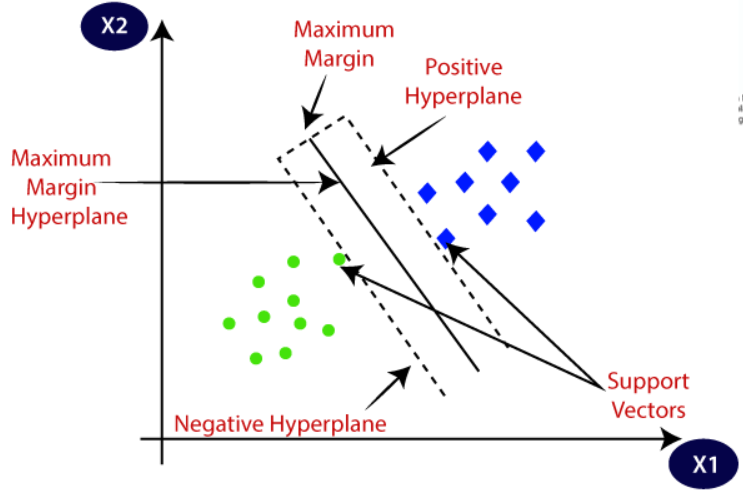 X2
Maximum
Margin
Positive
Hyperplane
Maximum
Margin
Hyperplane
Support
Vectors
Negative Hyperplane
X1